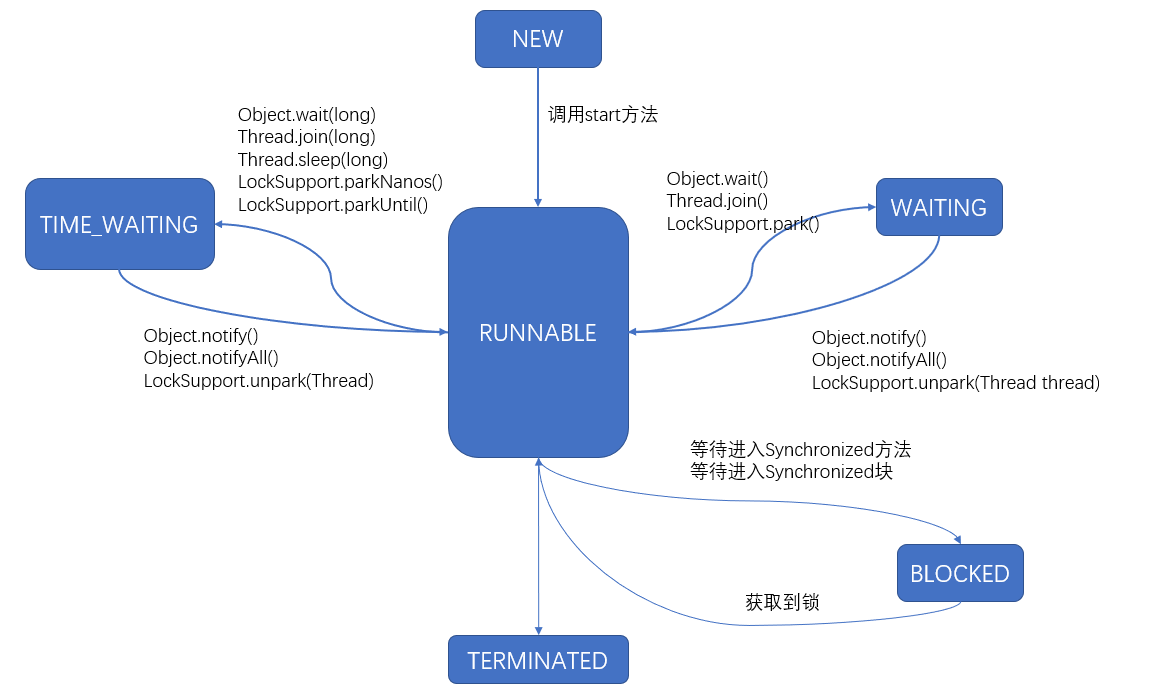 NEW
调用start方法
Object.wait(long)
Thread.join(long)
Thread.sleep(long)
LockSupport.parkNanos()
LockSupport.parkUntil()
Object.wait()
Thread.join()
LockSupport.park()
TIME_WAITING
WAITING
RUNNABLE
Object.notify()
Object.notifyAll()
LockSupport.unpark(Thread)
Object.notify()
Object.notifyAll()
LockSupport.unpark(Thread thread)
等待进入Synchronized方法
等待进入Synchronized块
BLOCKED
获取到锁
TERMINATED